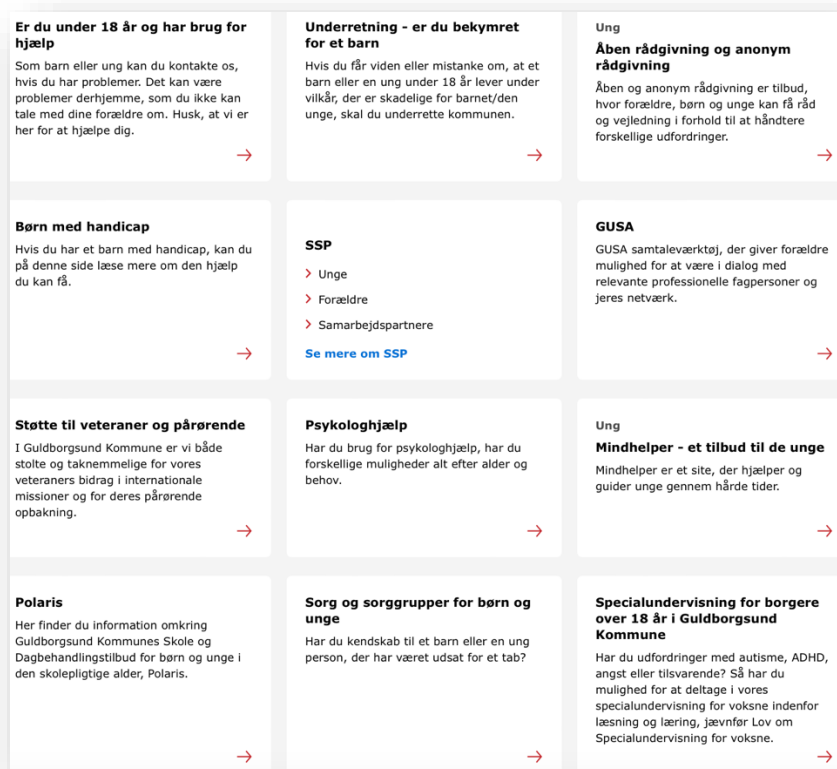 Er du under 18 år og har brug for
hjælp
Som barn eller ung kan du kontakte os,
hvis du har problemer. Det kan være
problemer derhjemme, som du ikke kan
tale med dine forældre om. Husk, at vi er
her for at hjælpe dig.
Underretning - er du bekymret
for et barn
Hvis du får viden eller mistanke om, at et
barn eller en ung under 18 år lever under
vilkår, der er skadelige for barnet/den
unge, skal du underrette kommunen.
Ung
Åben rådgivning og anonym
rådgivning
Åben og anonym rådgivning er tilbud,
hvor forældre, børn og unge kan få råd
og vejledning i forhold til at håndtere
forskellige udfordringer.
Børn med handicap
Hvis du har et barn med handicap, kan du
på denne side læse mere om den hjælp
du kan få.
SSP
Unge
Forældre
Samarbejdspartnere
Se mere om SSP
GUSA
GUSA samtaleværktøj, der giver forældre
mulighed for at være i dialog med
relevante professionelle fagpersoner og
jeres netværk.
Støtte til veteraner og pårørende
I Guldborgsund Kommune er vi både
stolte og taknemmelige for vores
veteraners bidrag i internationale
missioner og for deres pårørende
opbakning.
Psykologhjælp
Har du brug for psykologhjælp, har du
forskellige muligheder alt efter alder og
behov.
Ung
Mindhelper - et tilbud til de unge
Mindhelper er et site, der hjælper og
guider unge gennem hårde tider.
Polaris
Her finder du information omkring
Guldborgsund Kommunes Skole og
Dagbehandlingstilbud for børn og unge i
den skolepligtige alder, Polaris.
Sorg og sorggrupper for børn og
unge
Har du kendskab til et barn eller en ung
person, der har været udsat for et tab?
Specialundervisning for borgere
over 18 år i Guldborgsund
Kommune
Har du udfordringer med autisme, ADHD,
angst eller tilsvarende? Så har du
mulighed for at deltage i vores
specialundervisning for voksne indenfor
læsning og læring, jævnfør Lov om
Specialundervisning for voksne.